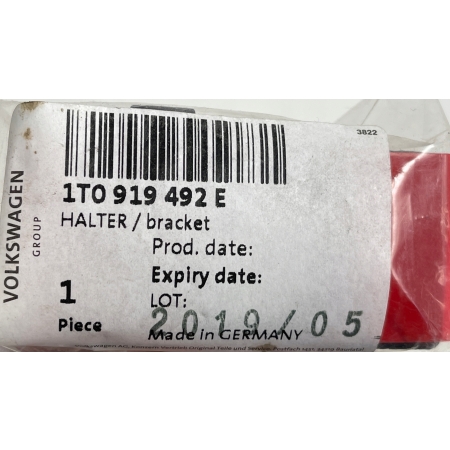 VOLKSWAGEN
GROUP
3822
1T0 919 492 E
HALTER / bracket
Prod. date:
Expiry date:
1
LOT:
Piece
2019/05
Made in GERMANY